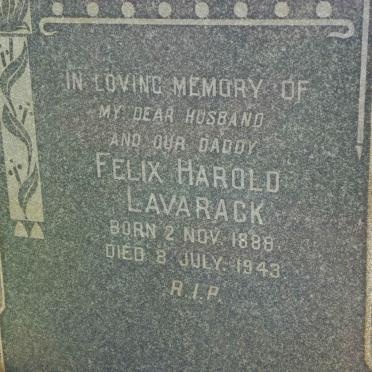 IN LOVING MEMORY OF
MY DEAR HUSBAND
AND OUR DADDY
FELIX HAROLD
LAVARACK
BORN 2 NOV. 1888.
DIED 8 JULY. 1943.
R.I.P.